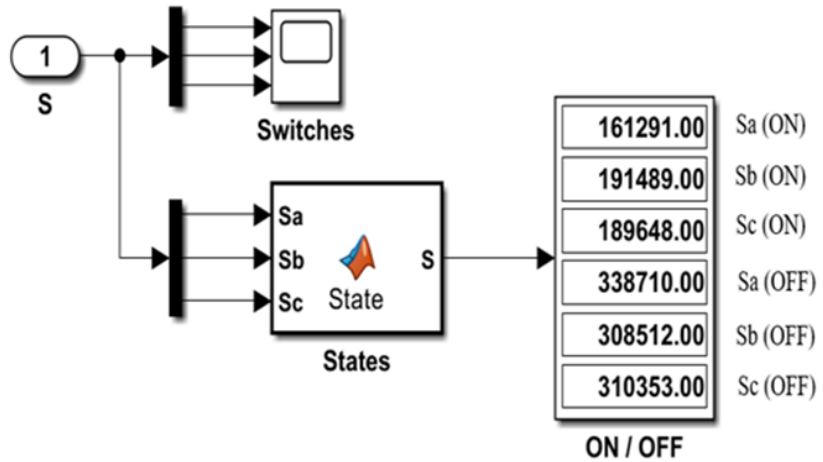 1
S
Switches
Sa
Sb
Sc
S
State
States
161291.00 Sa (ON)
191489.00 Sb (ON)
189648.00 Sc (ON)
338710.00 Sa (OFF)
308512.00 Sb (OFF)
310353.00 Sc (OFF)
ON / OFF